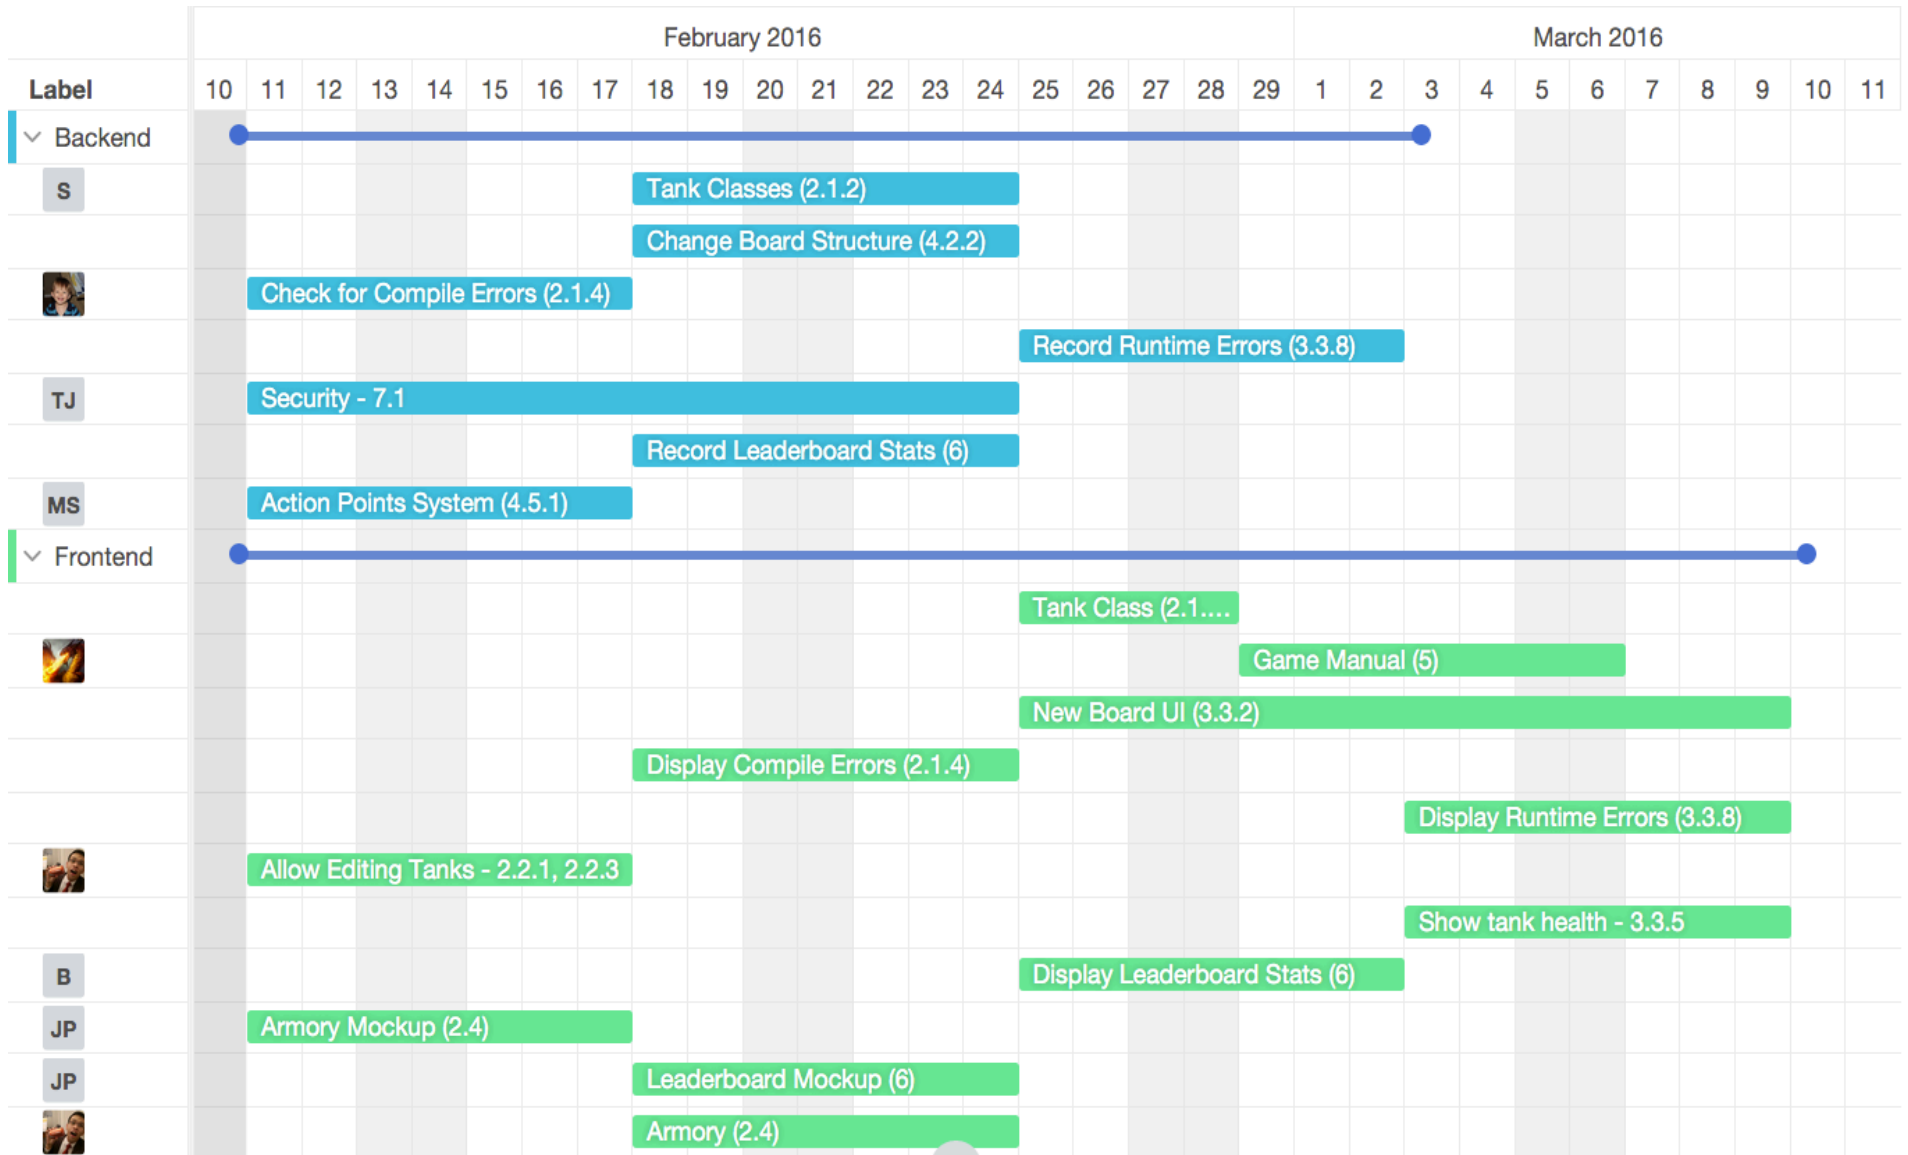 February 2016 March 2016
Label 10 11 12 13 14 15 16 17 18 19 20 21 22 23 24 25 26 27 28 29 1 2 3 4 5 6 7 8 9 10 11
Backend
S Tank Classes (2.1.2)
Change Board Structure (4.2.2)
Check for Compile Errors (2.1.4)
Record Runtime Errors (3.3.8)
TJ Security - 7.1
Record Leaderboard Stats (6)
MS Action Points System (4.5.1)
Frontend
Tank Class (2.1....
Game Manual (5)
New Board UI (3.3.2)
Display Compile Errors (2.1.4)
Display Runtime Errors (3.3.8)
Allow Editing Tanks - 2.2.1, 2.2.3
Show tank health - 3.3.5
B Display Leaderboard Stats (6)
JP Armory Mockup (2.4)
JP Leaderboard Mockup (6)
Armory (2.4)